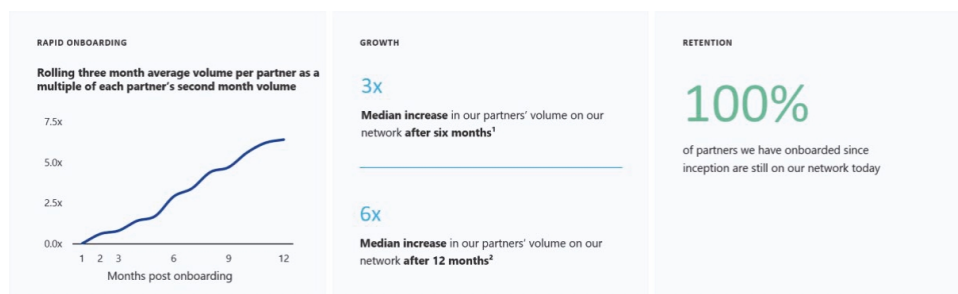 RAPID ONBOARDING
Rolling three month average volume per partner as a
multiple of each partner's second month volume
7.5x
5.0x
2.5x
0.0x
1 2 3 6 9 12
Months post onboarding
GROWTH
3x
Median increase in our partners' volume on our
network after six months¹
6x
Median increase in our partners' volume on our
network after 12 months²
RETENTION
100%
of partners we have onboarded since
inception are still on our network today